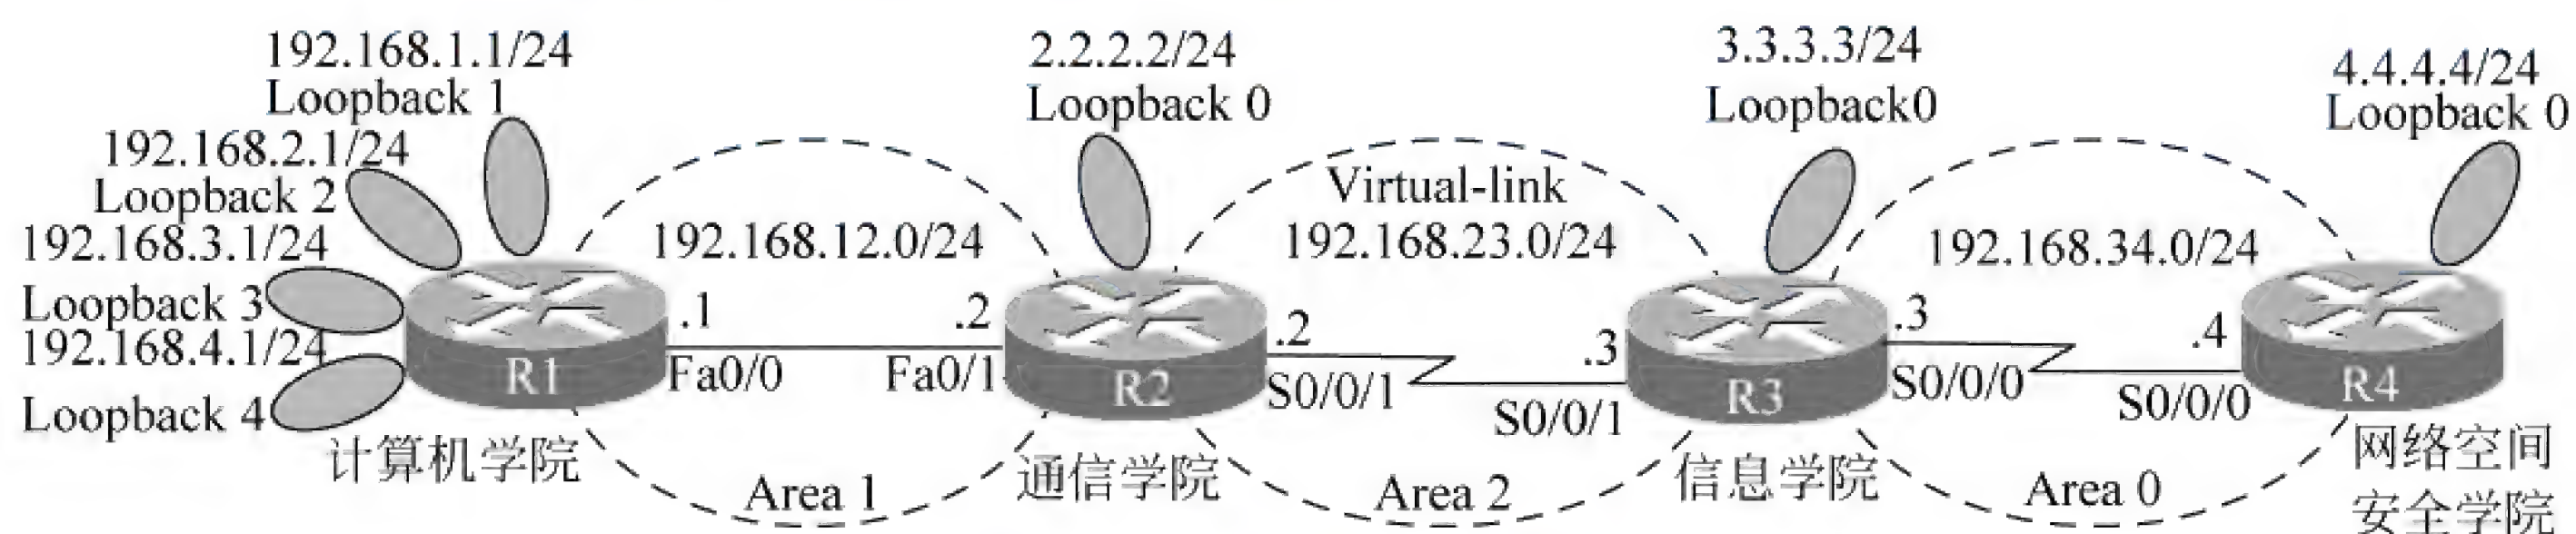 192.168.1.1/24
Loopback 1
192.168.2.1/24
Loopback 2
192.168.3.1/24
Loopback 3
192.168.4.1/24
Loopback 4
R1
计算机学院
192.168.12.0/24
.1
.2
Fa0/0
Fa0/1
Area 1
2.2.2.2/24
Loopback 0
R2
通信学院
Virtual-link
192.168.23.0/24
.2
.3
S0/0/1
S0/0/1
Area 2
3.3.3.3/24
Loopback0
R3
信息学院
192.168.34.0/24
.3
.4
S0/0/0
S0/0/0
Area 0
4.4.4.4/24
Loopback 0
R4
网络空间
安全学院